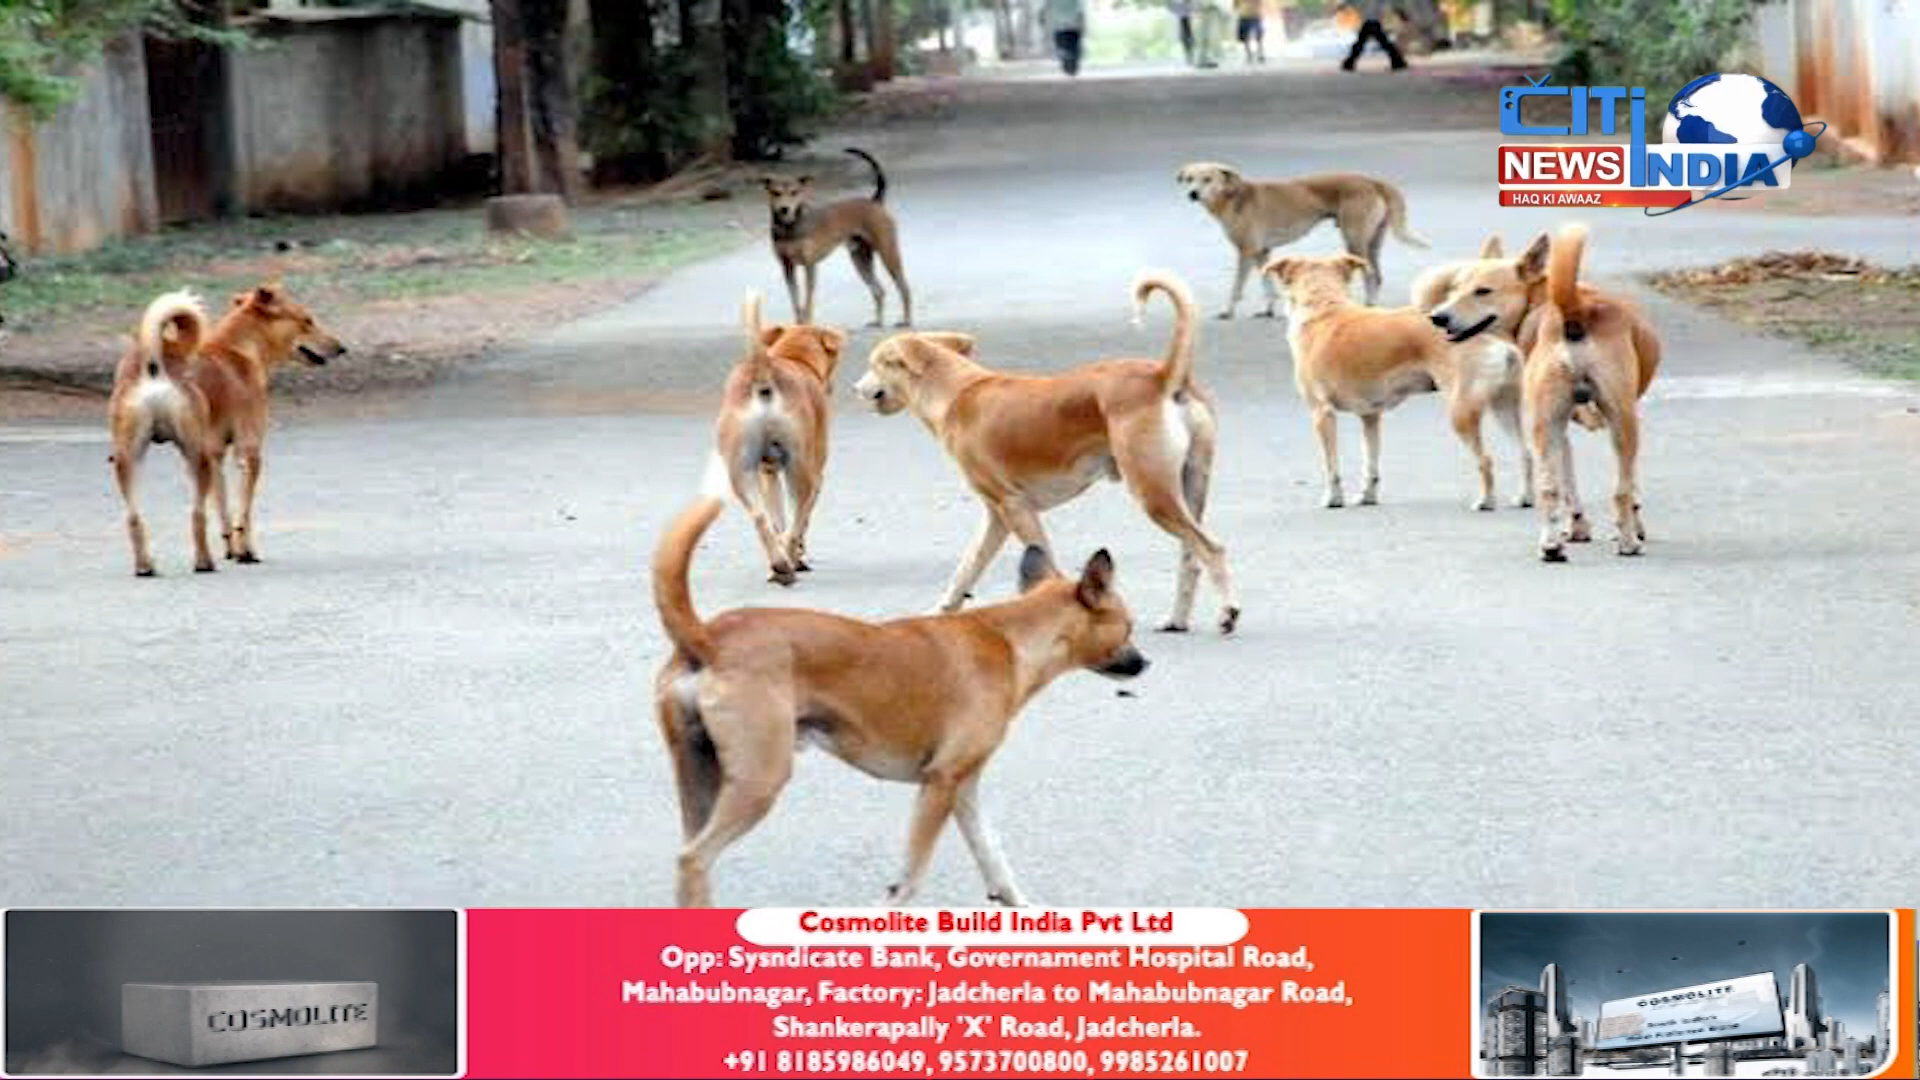 CITI
NEWS INDIA
HAQ KI AWAAZ
Cosmolite Build India Pvt Ltd
Opp: Sysndicate Bank, Governament Hospital Road,
Mahabubnagar, Factory: Jadcherla to Mahabubnagar Road,
Shankerapally 'X' Road, Jadcherla.
+91 8185986049, 9573700800, 9985261007
COSMOLITE
COSMOLITE